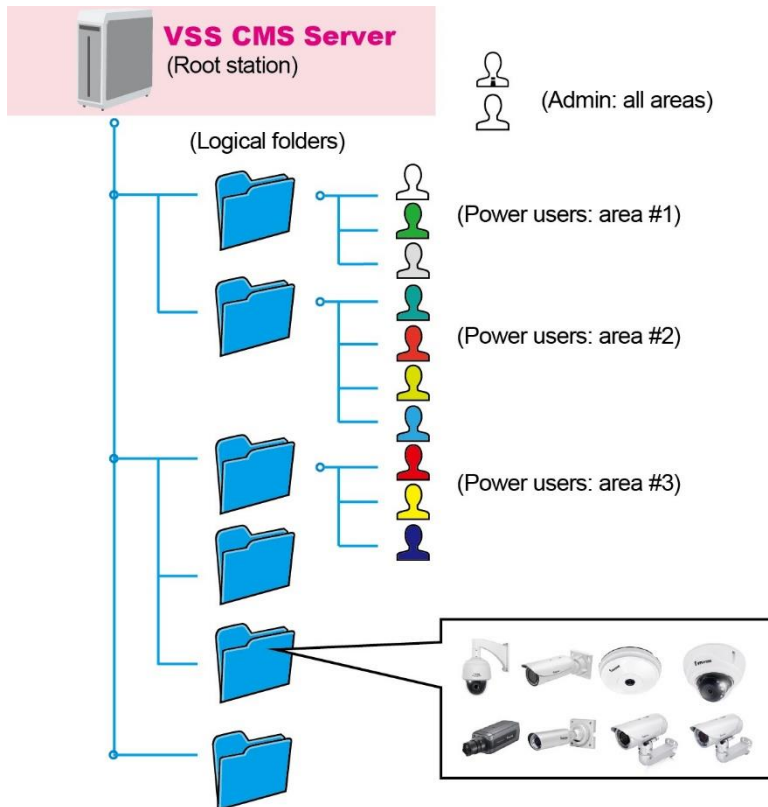 VSS CMS Server
(Root station)
(Admin: all areas)
(Logical folders)
(Power users: area #1)
(Power users: area #2)
(Power users: area #3)